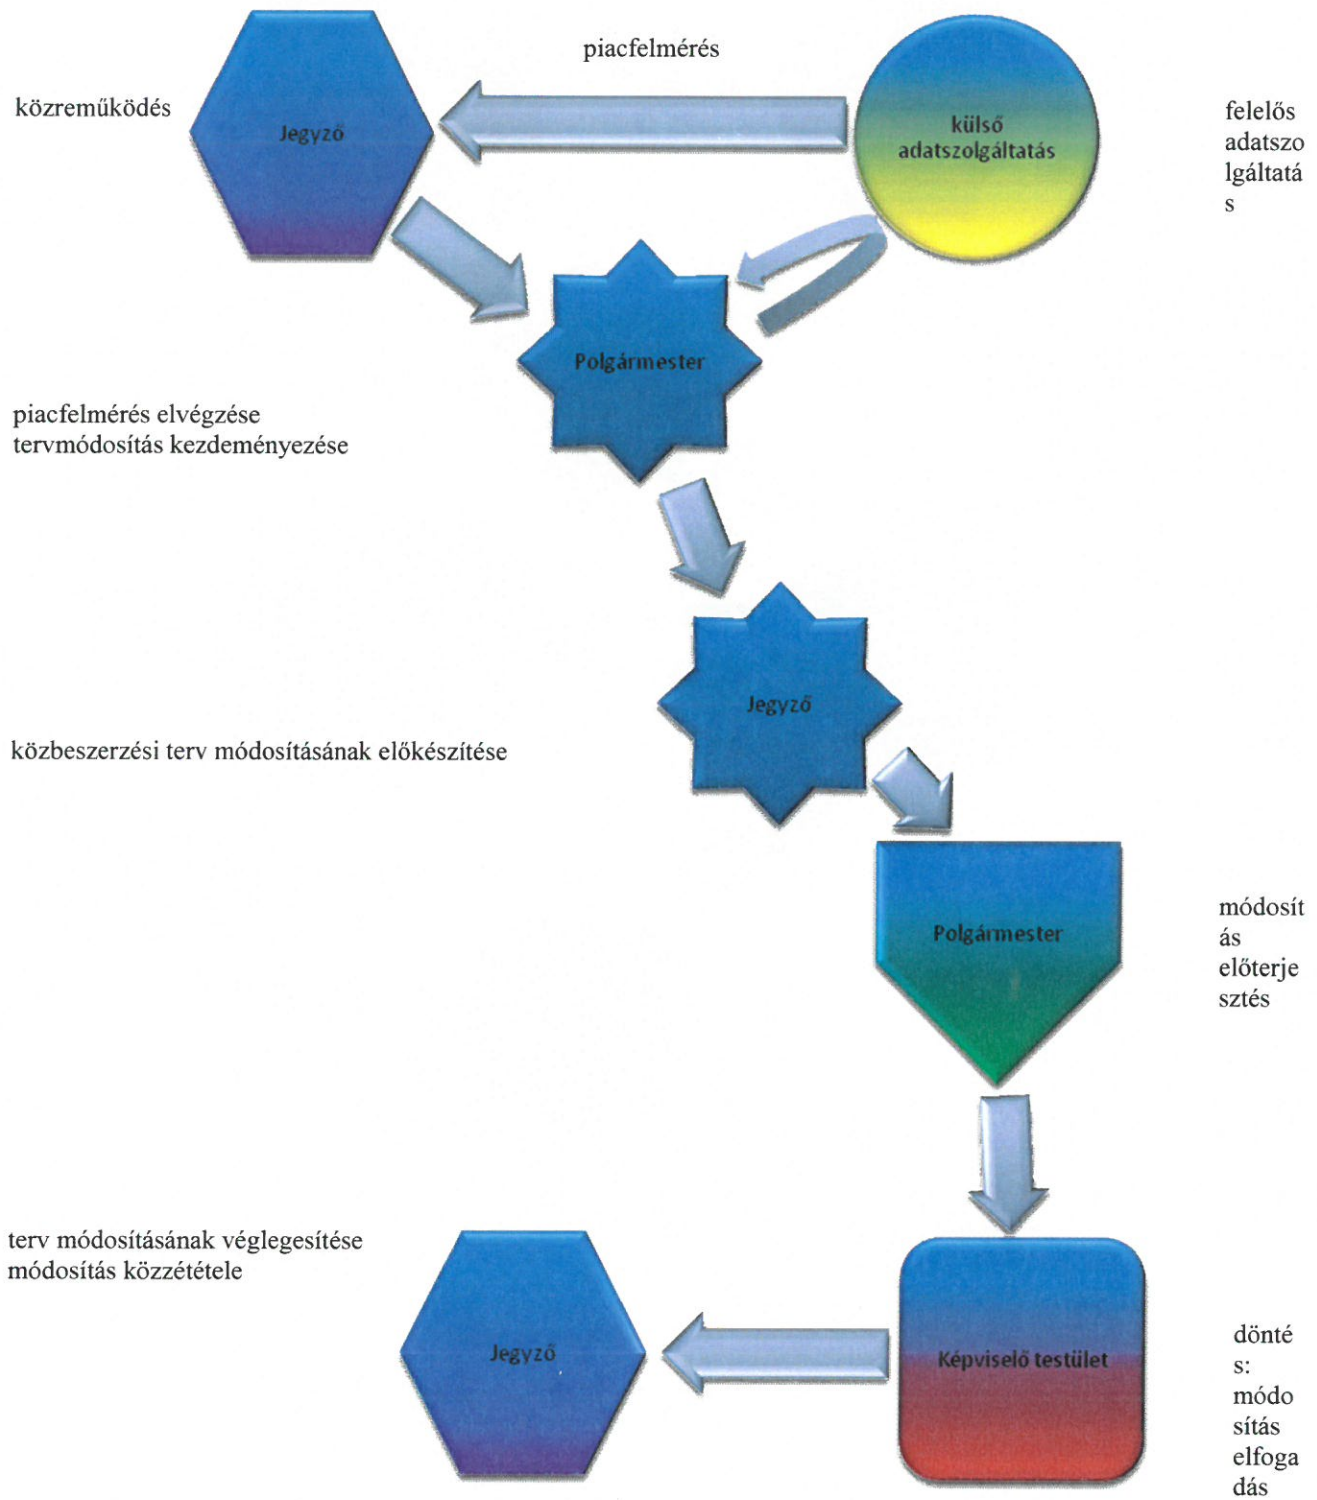 piacfelmérés
közreműködés
Jegyző
külső
adatszolgáltatás
felelős
adatszo
lgáltatá
s
Polgármester
piacfelmérés elvégzése
tervmódosítás kezdeményezése
Jegyző
közbeszerzési terv módosításának előkészítése
Polgármester
módosít
ás
előterje
sztés
terv módosításának véglegesítése
módosítás közzététele
Jegyző
Képviselő testület
dönté
s:
módo
sítás
elfoga
dás